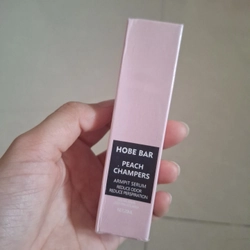 HOBE BAR
PEACH
CHAMPERS
ARMPIT SERUM
REDUCE ODOR
REDUCE PERSPIRATION